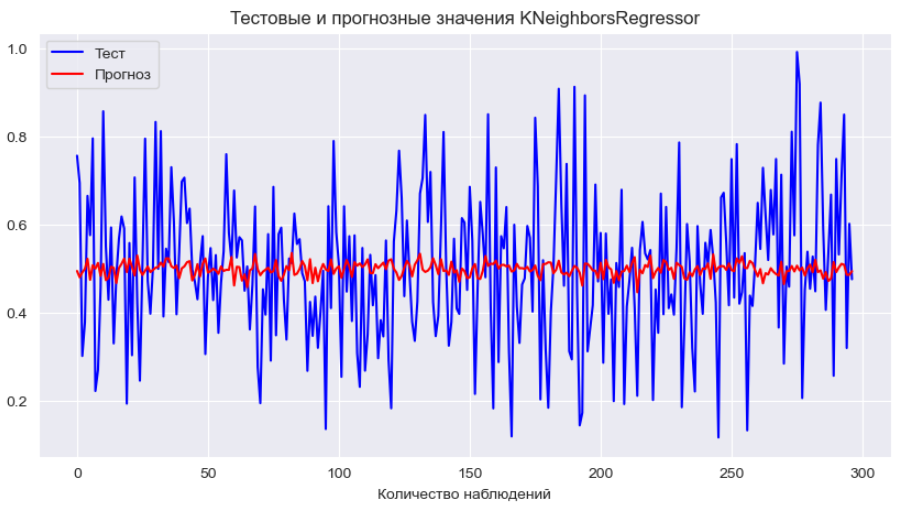 Тестовые и прогнозные значения KNeighborsRegressor
Тест
Прогноз
1.0
0.8
0.6
0.4
0.2
0 50 100 150 200 250 300
Количество наблюдений